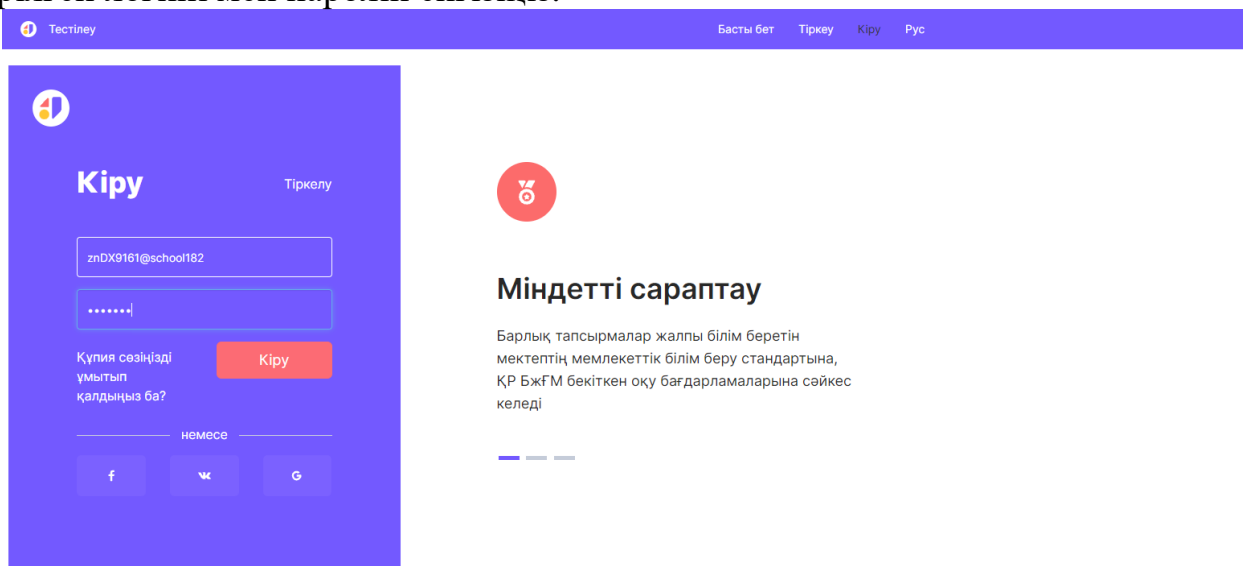 Тестілеу
Басты бет Тіркеу Кіру Рус
Кіру
Тіркелу
znDX9161@school182
Құпия сөзіңізді
ұмытып
қалдыңыз ба?
Кіру
немесе
Міндетті сараптау
Барлық тапсырмалар жалпы білім беретін
мектептің мемлекеттік білім беру стандартына,
ҚР БжҒМ бекіткен оқу бағдарламаларына сәйкес
келеді